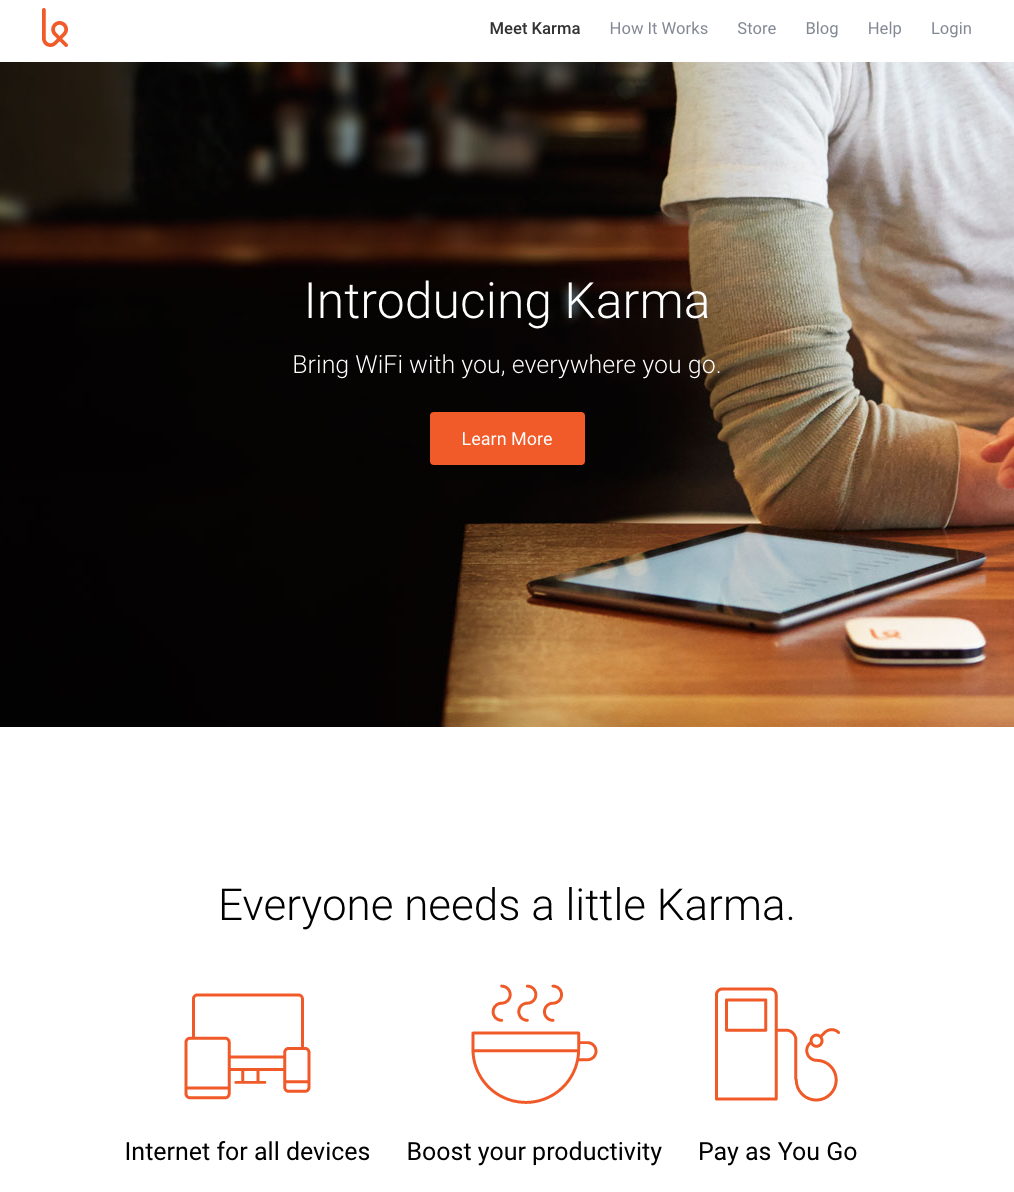 Meet Karma How It Works Store Blog Help Login
Introducing Karma
Bring WiFi with you, everywhere you go.
Learn More
Everyone needs a little Karma.
Internet for all devices Boost your productivity Pay as You Go